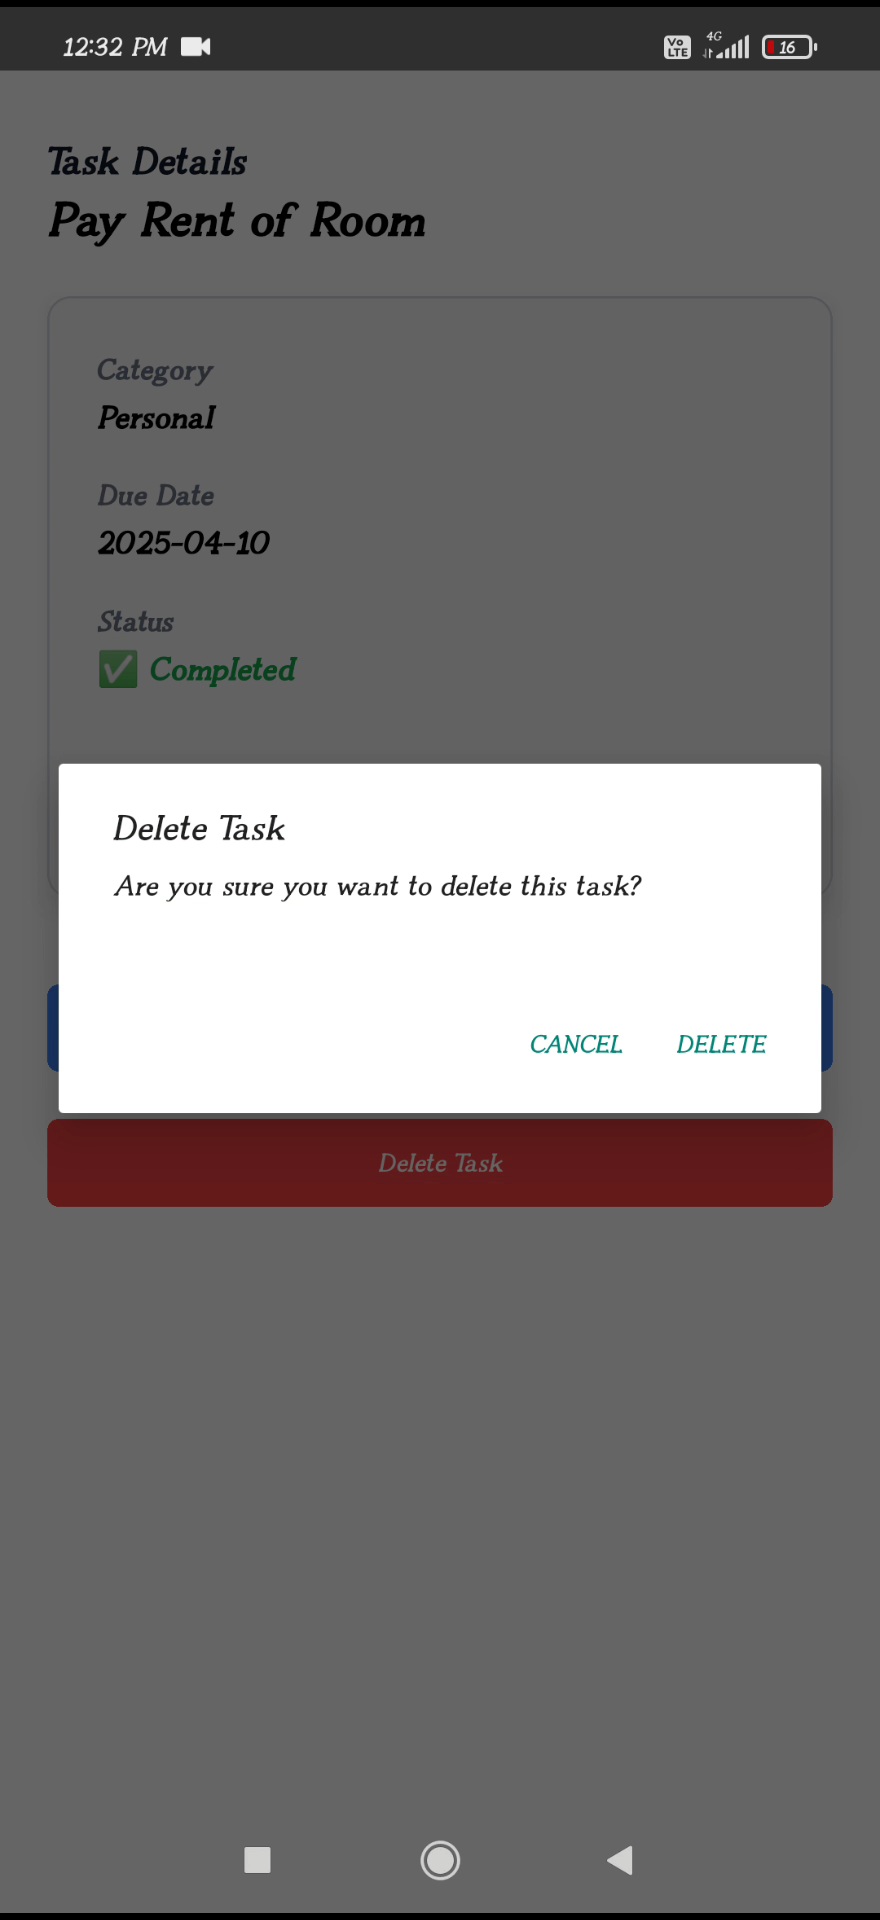 12:32 PM
Vo LTE 4G 16
Task Details
Pay Rent of Room
Category
Personal
Due Date
2025-04-10
Status
✅ Completed
Delete Task
Are you sure you want to delete this task?
CANCEL DELETE
Delete Task